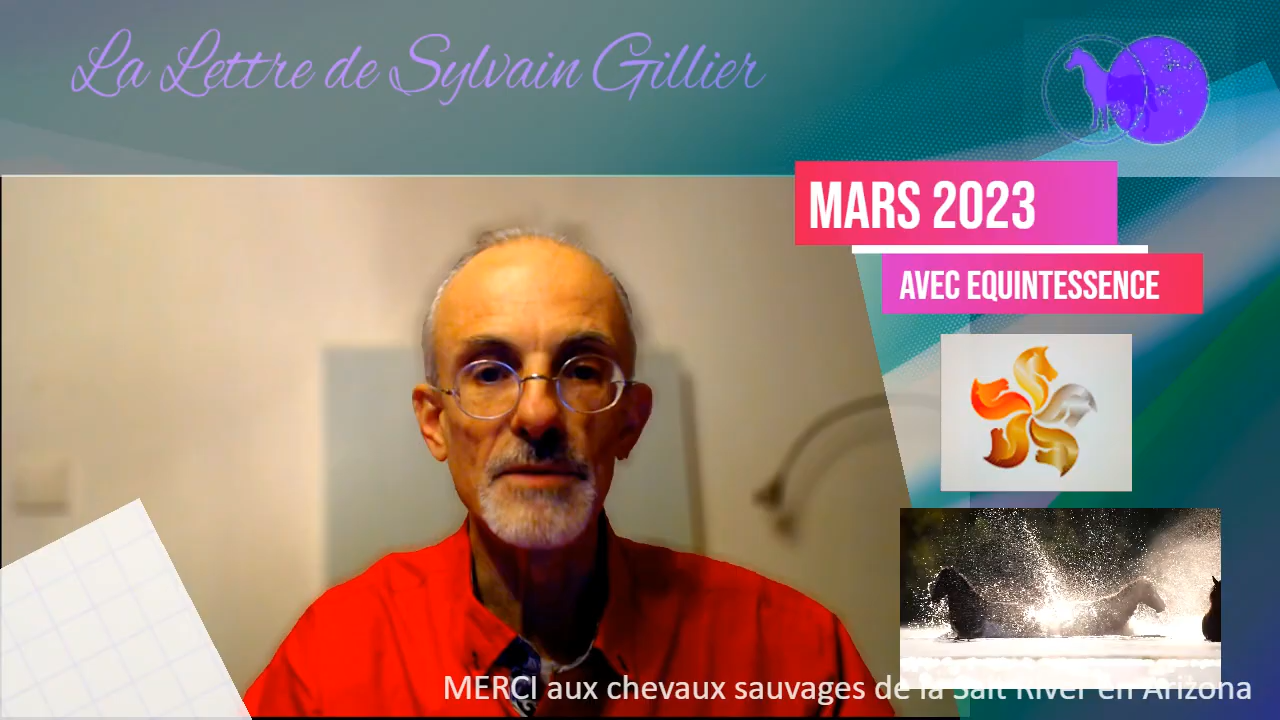 La Lettre de Sylvain Gillier
MARS 2023
AVEC EQUINTESSENCE
MERCI aux chevaux sauvages de la Salt River en Arizona